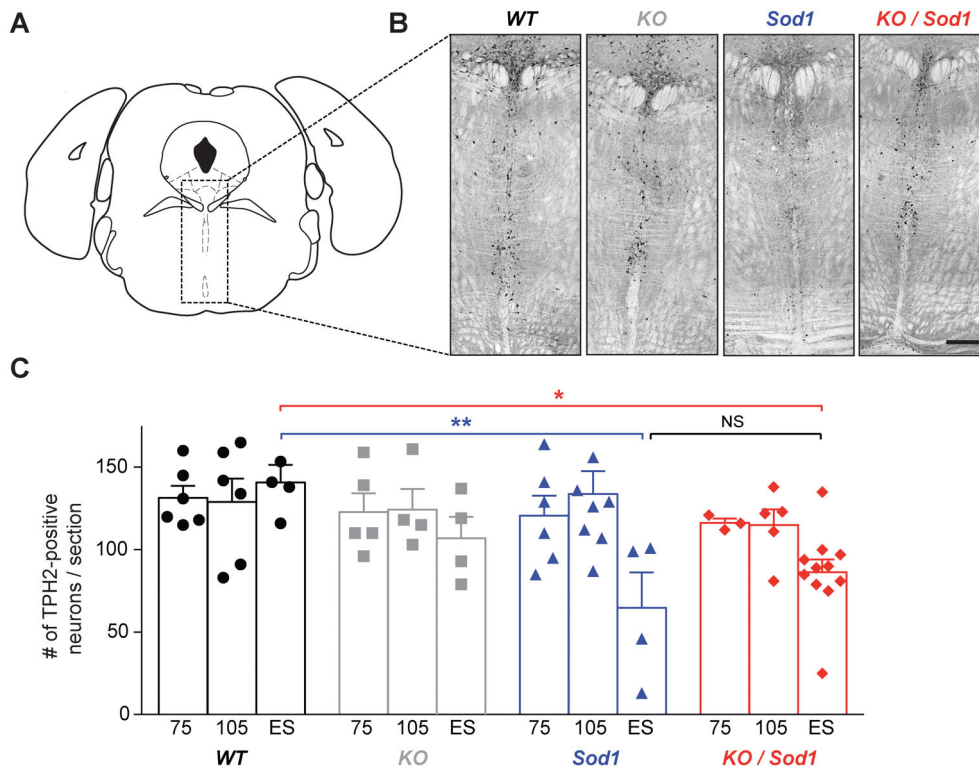 A
B
WT KO Sod1 KO / Sod1
C
*
** NS
# of TPH2-positive
neurons / section
150
100
50
0
75 105 ES 75 105 ES 75 105 ES 75 105 ES
WT KO Sod1 KO / Sod1